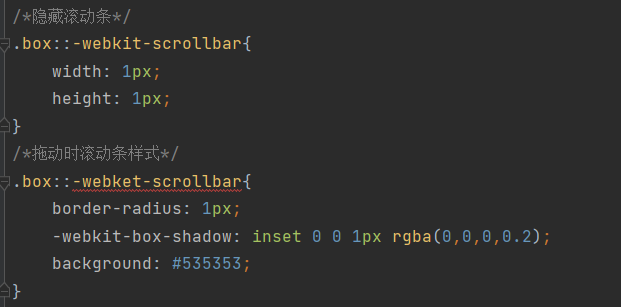 /*隐藏滚动条*/
.box::-webkit-scrollbar{
    width: 1px;
    height: 1px;
}
/*拖动时滚动条样式*/
.box::-webket-scrollbar{
    border-radius: 1px;
    -webkit-box-shadow: inset 0 0 1px rgba(0,0,0,0.2);
    background: #535353;
}